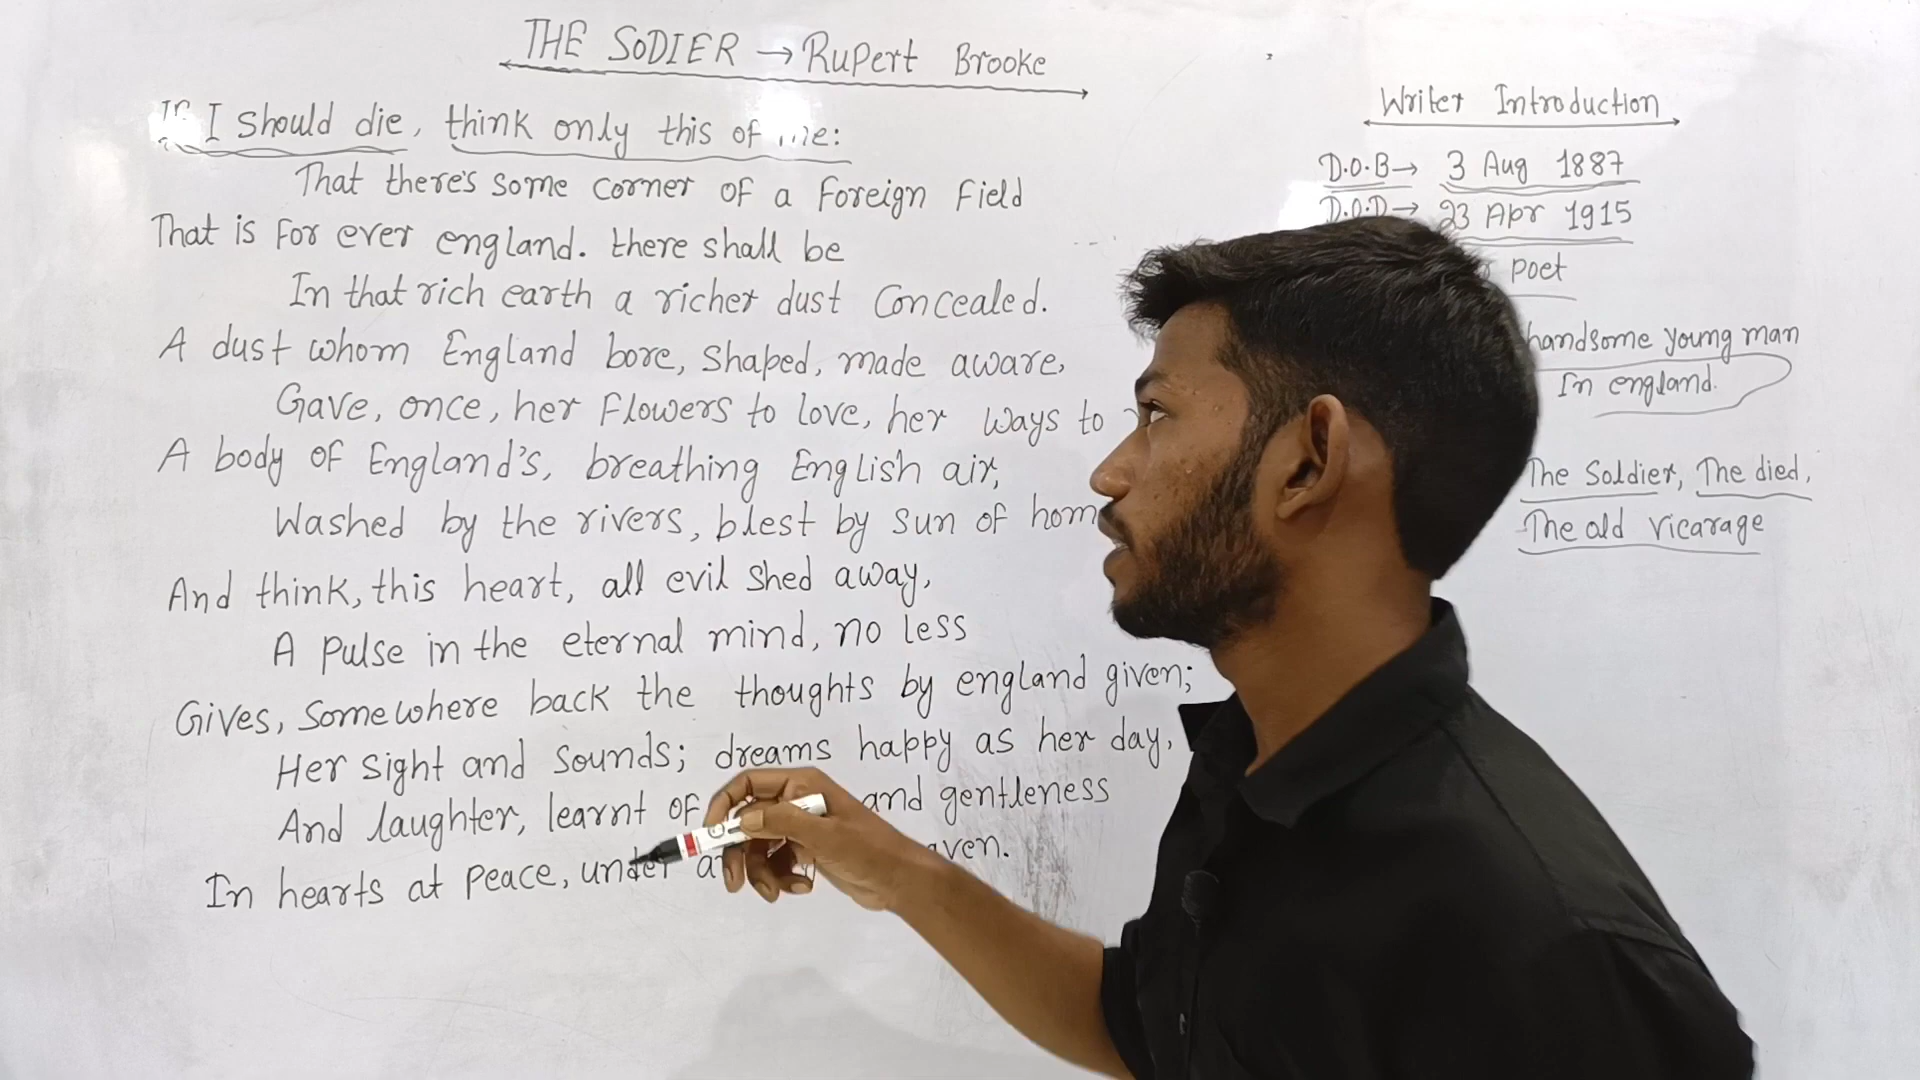 THE SODIER → Rupert Brooke
If I should die, think only this of me:
That there's some corner of a foreign field
That is for ever england. there shall be
In that rich earth a richer dust concealed.
A dust whom England bore, shaped, made aware,
Gave, once, her flowers to love, her ways to
A body of England's, breathing English air,
Washed by the rivers, blest by sun of hom
And think, this heart, all evil shed away,
A pulse in the eternal mind, no less
Gives, somewhere back the thoughts by england given;
Her sight and sounds; dreams happy as her day,
And laughter, learnt of and gentleness
In hearts at peace, under
Writer Introduction
D.O.B → 3 Aug 1887
D.O.D → 23 Apr 1915
poet
handsome young man
In england.
The Soldier, The died,
The old vicarage